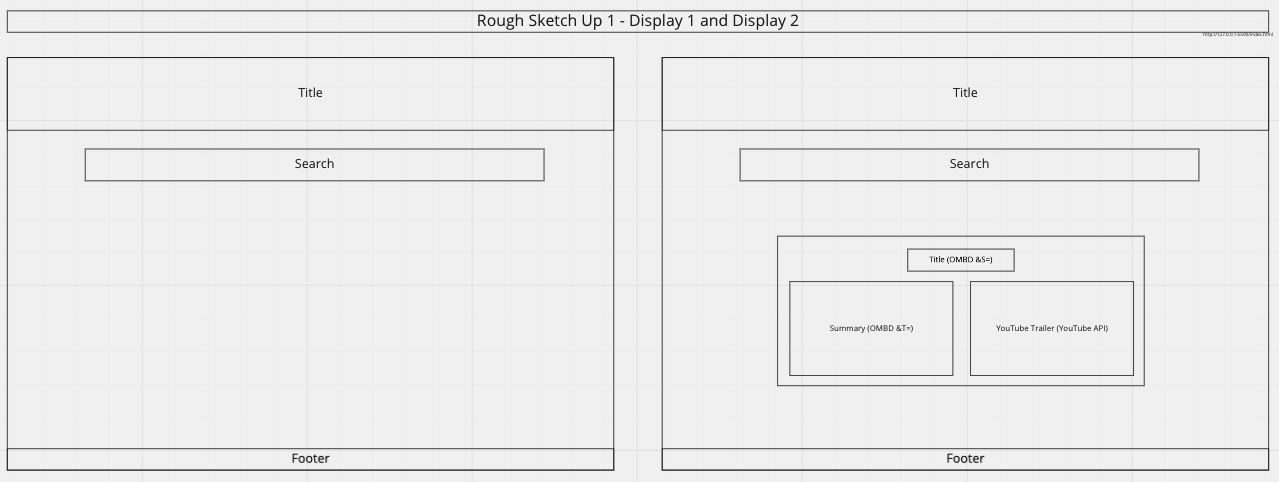 Rough Sketch Up 1 - Display 1 and Display 2
Title
Search
Footer
Title
Search
Title (OMBD &S=)
Summary (OMBD &T=)
YouTube Trailer (YouTube API)
Footer